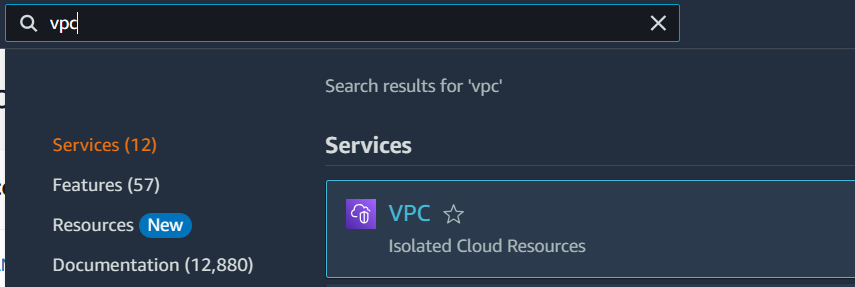 vpc
Search results for 'vpc'
Services (12)
Features (57)
Resources New
Documentation (12,880)
Services
VPC
Isolated Cloud Resources